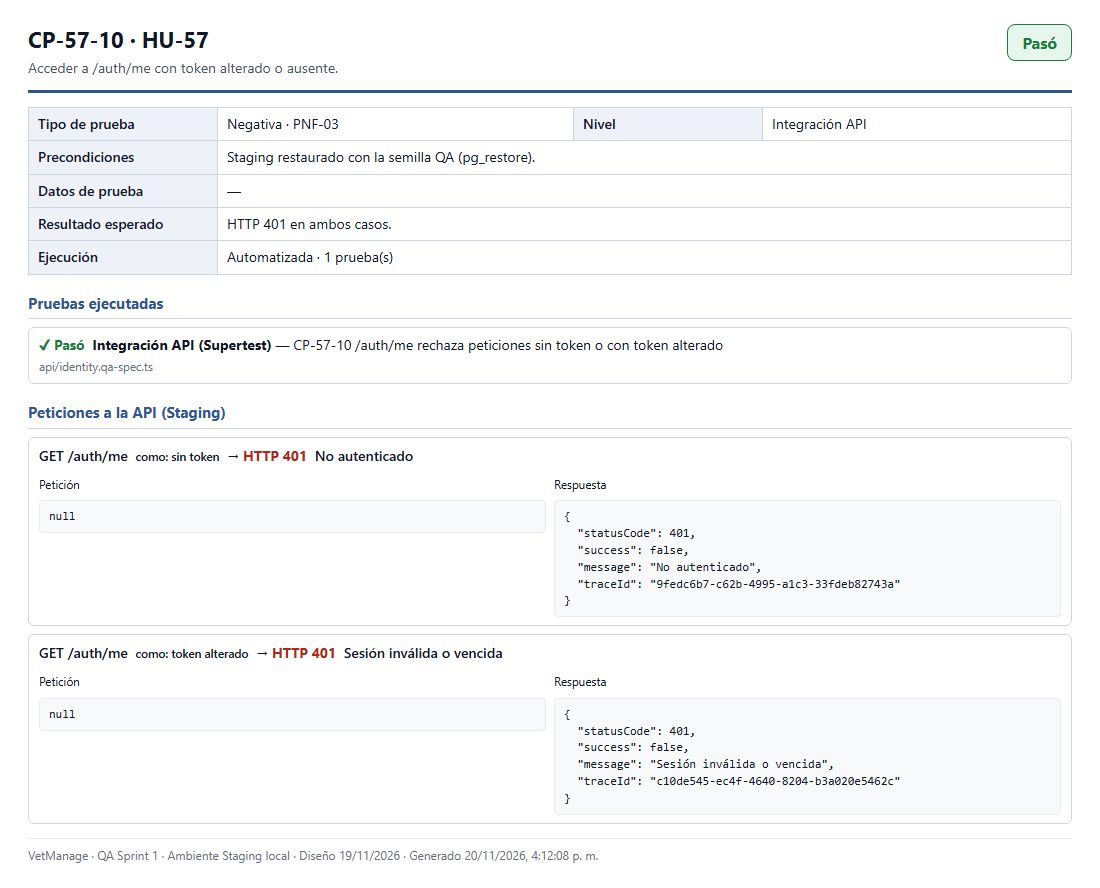 CP-57-10 · HU-57
Pasó
Acceder a /auth/me con token alterado o ausente.
Tipo de prueba Negativa · PNF-03 Nivel Integración API
Precondiciones Staging restaurado con la semilla QA (pg_restore).
Datos de prueba —
Resultado esperado HTTP 401 en ambos casos.
Ejecución Automatizada · 1 prueba(s)
Pruebas ejecutadas
✓ Pasó Integración API (Supertest) — CP-57-10 /auth/me rechaza peticiones sin token o con token alterado
api/identity.qa-spec.ts
Peticiones a la API (Staging)
GET /auth/me como: sin token → HTTP 401 No autenticado
Petición Respuesta
null
{
"statusCode": 401,
"success": false,
"message": "No autenticado",
"traceId": "9fedc6b7-c62b-4995-a1c3-33fdeb82743a"
}
GET /auth/me como: token alterado → HTTP 401 Sesión inválida o vencida
Petición Respuesta
null
{
"statusCode": 401,
"success": false,
"message": "Sesión inválida o vencida",
"traceId": "c10de545-ec4f-4640-8204-b3a020e5462c"
}
VetManage · QA Sprint 1 · Ambiente Staging local · Diseño 19/11/2026 · Generado 20/11/2026, 4:12:08 p. m.